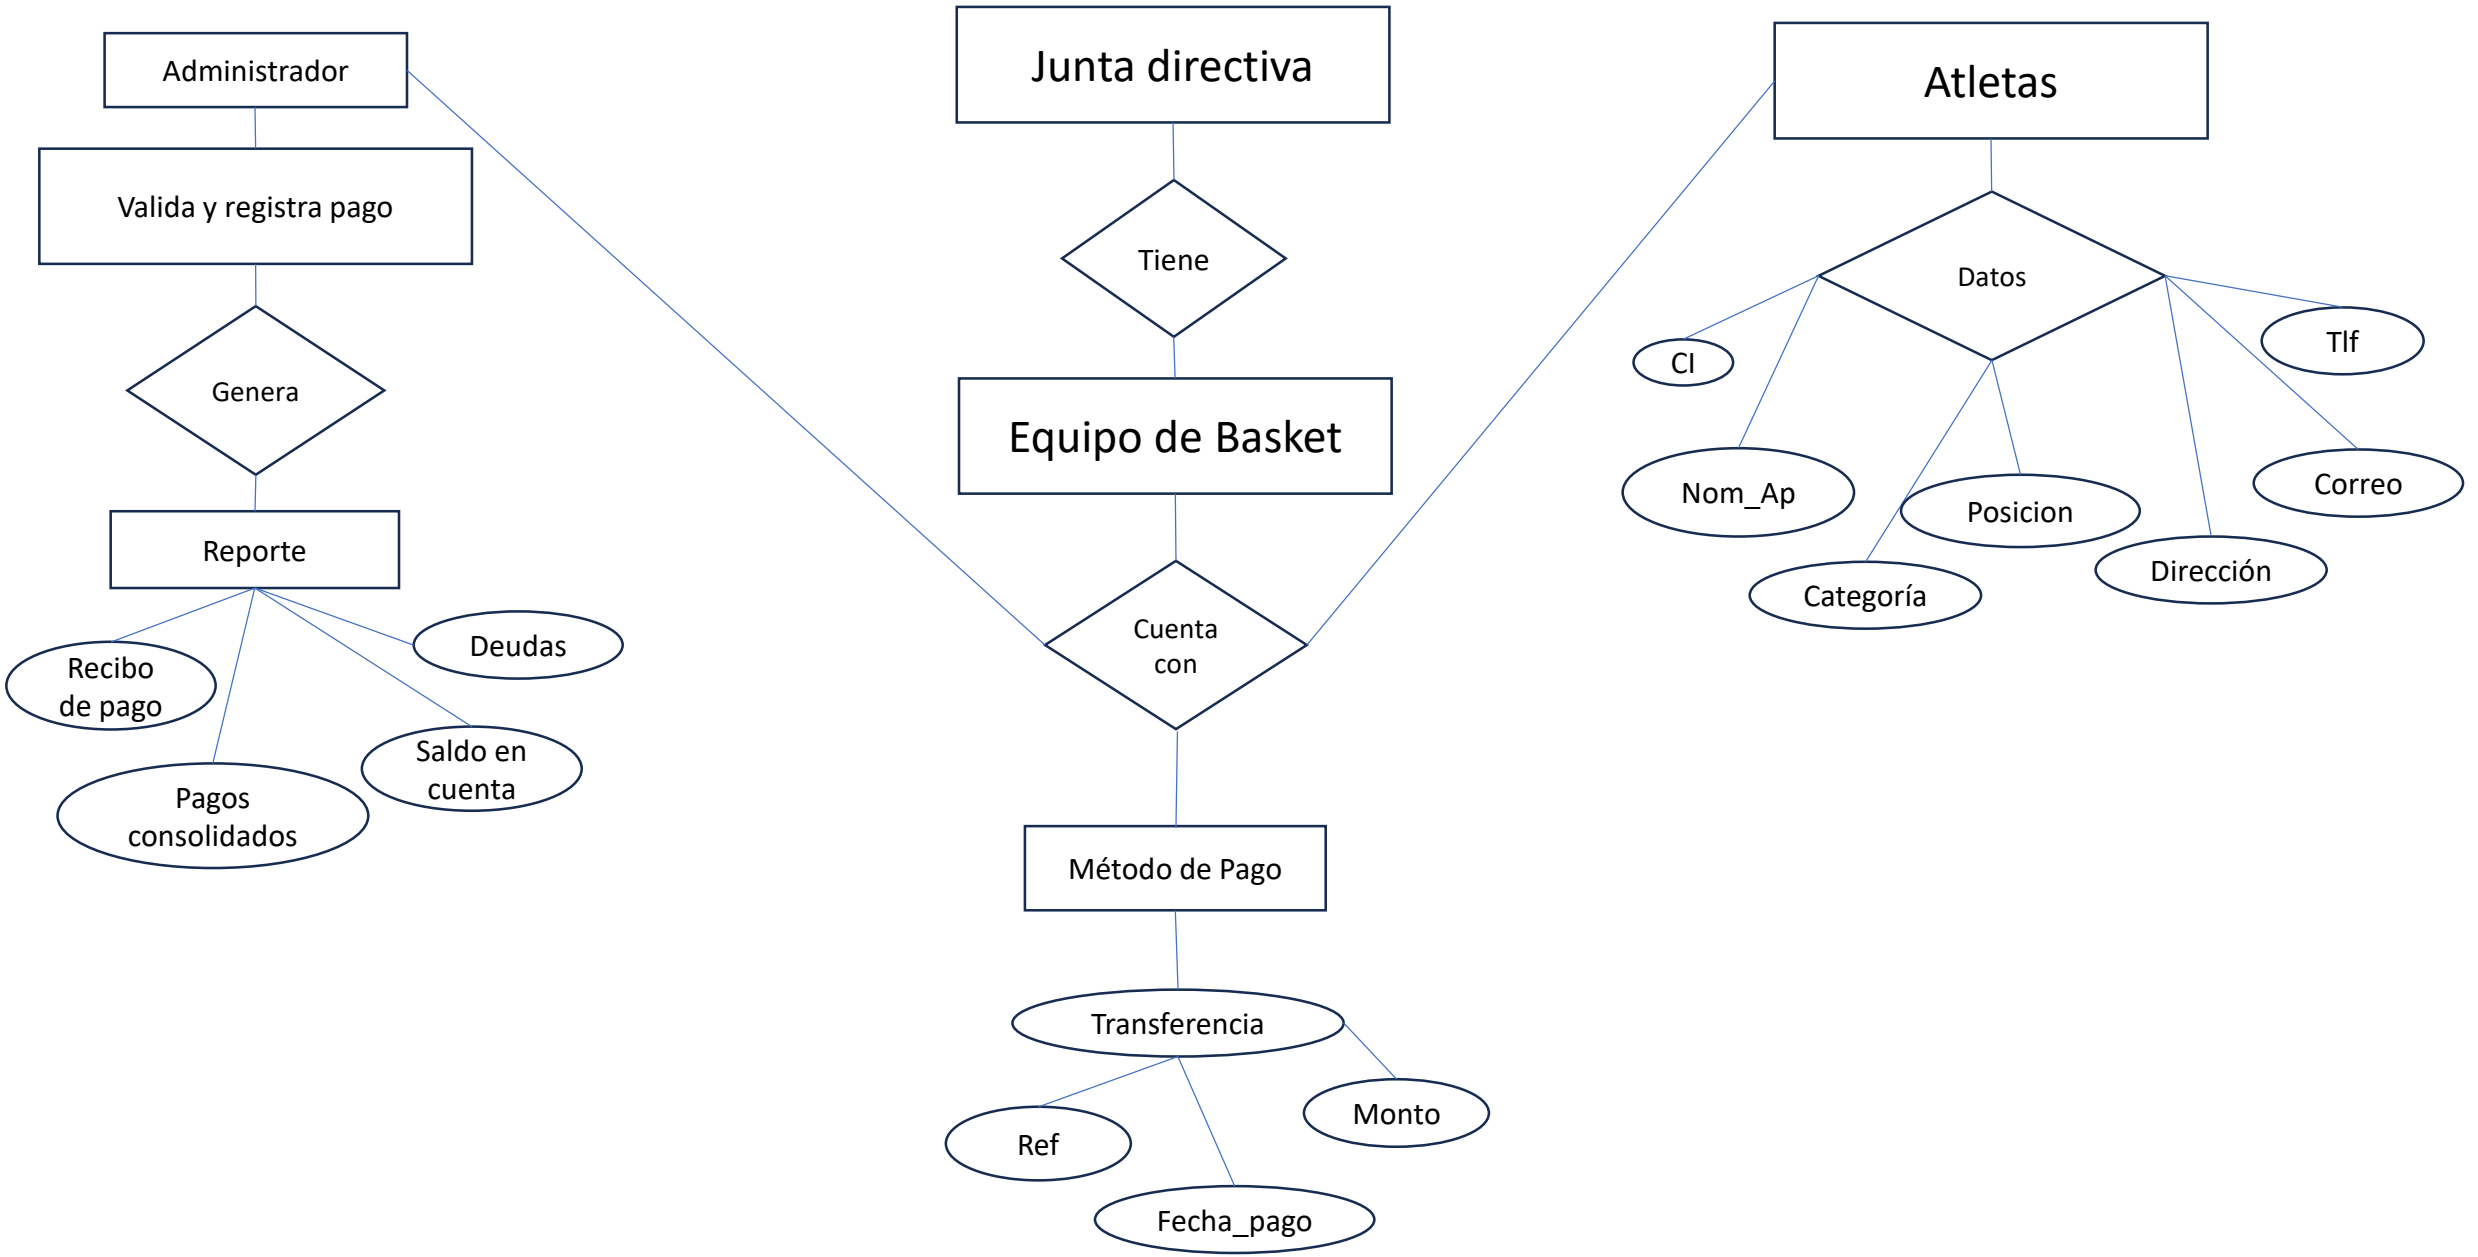 Administrador
Valida y registra pago
Genera
Reporte
Recibo
de pago
Deudas
Saldo en
cuenta
Pagos
consolidados
Junta directiva
Tiene
Equipo de Basket
Cuenta
con
Método de Pago
Transferencia
Ref
Monto
Fecha_pago
Atletas
Datos
CI
Nom_Ap
Categoría
Posicion
Dirección
Correo
Tlf